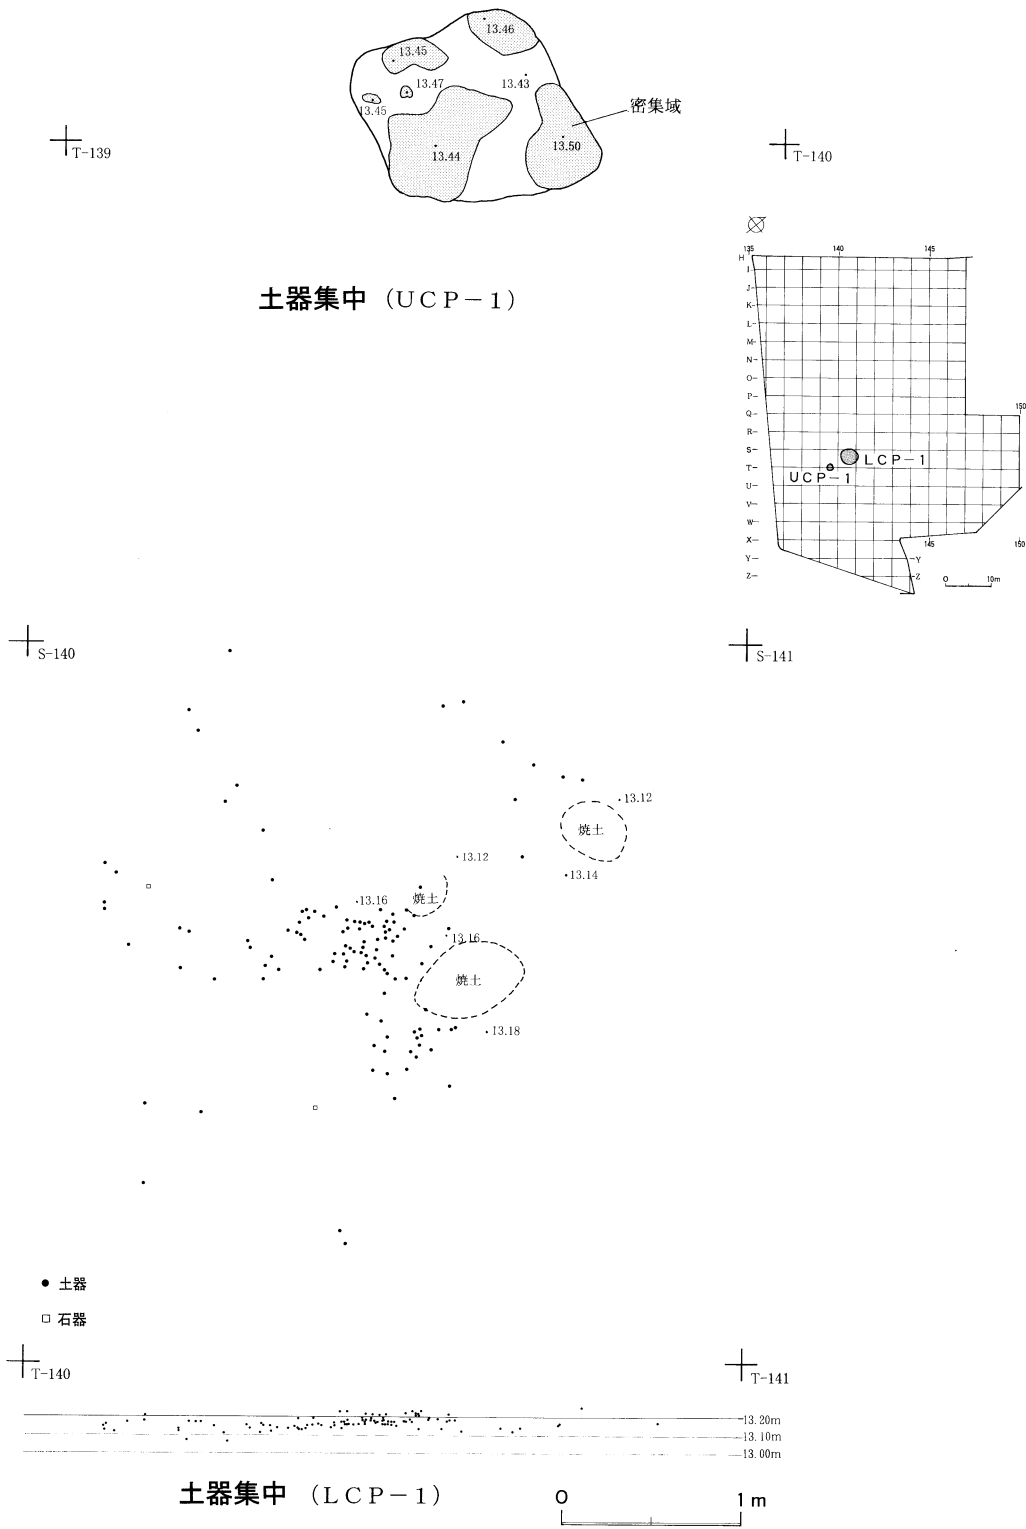 13.46
13.45
13.47
13.43
13.45
密集域
13.44
13.50
T-139
T-140
土器集中 (UCP-1)
135
140
145
H
I
J
K
L
M
N
O
P
Q
150
R
S
LCP-1
T
UCP-1
U
V
W
X
145
150
Y
Y
Z
Z
0
10m
S-140
S-141
13.12
焼土
13.12
13.14
13.16
焼土
13.16
焼土
13.18
● 土器
□ 石器
T-140
T-141
13.20m
13.10m
13.00m
土器集中 (LCP-1)
0
1m